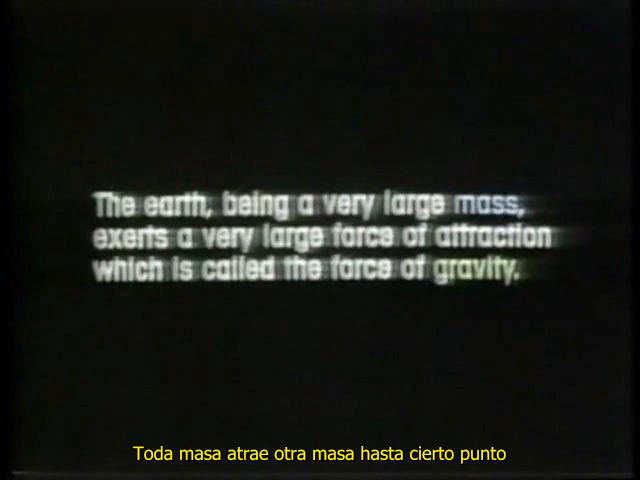 The earth, being a very large mass,
exerts a very large force of attraction
which is called the force of gravity.
Toda masa atrae otra masa hasta cierto punto